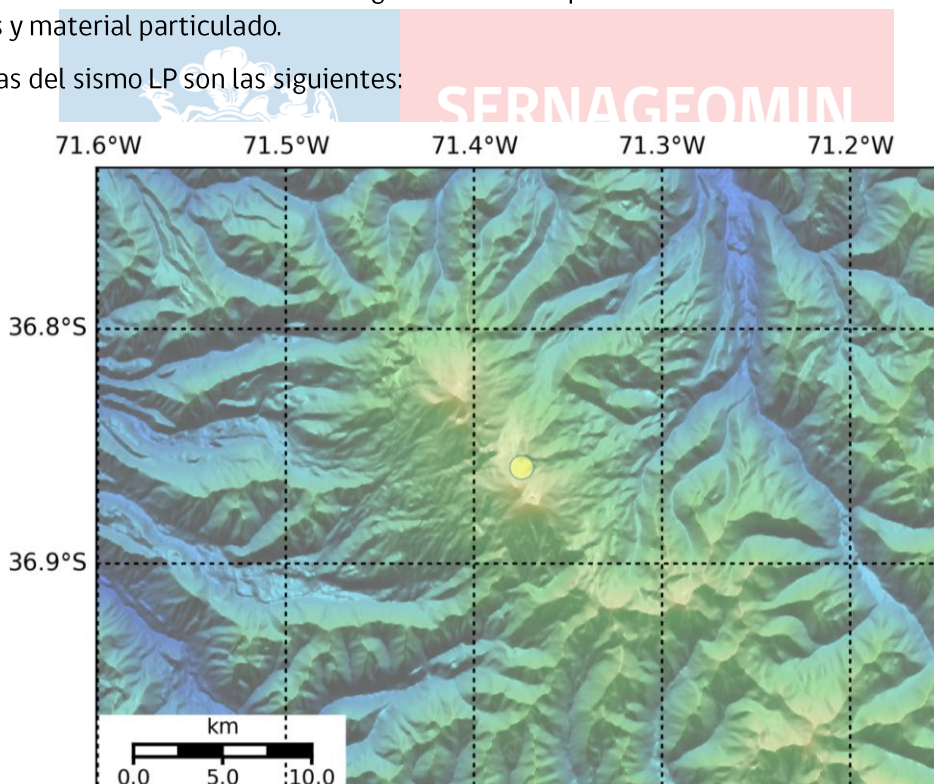 s y material particulado.
as del sismo LP son las siguientes:
SERNAGEOMIN
71.6°W 71.5°W 71.4°W 71.3°W 71.2°W
36.8°S
36.9°S
km
0.0 5.0 10.0